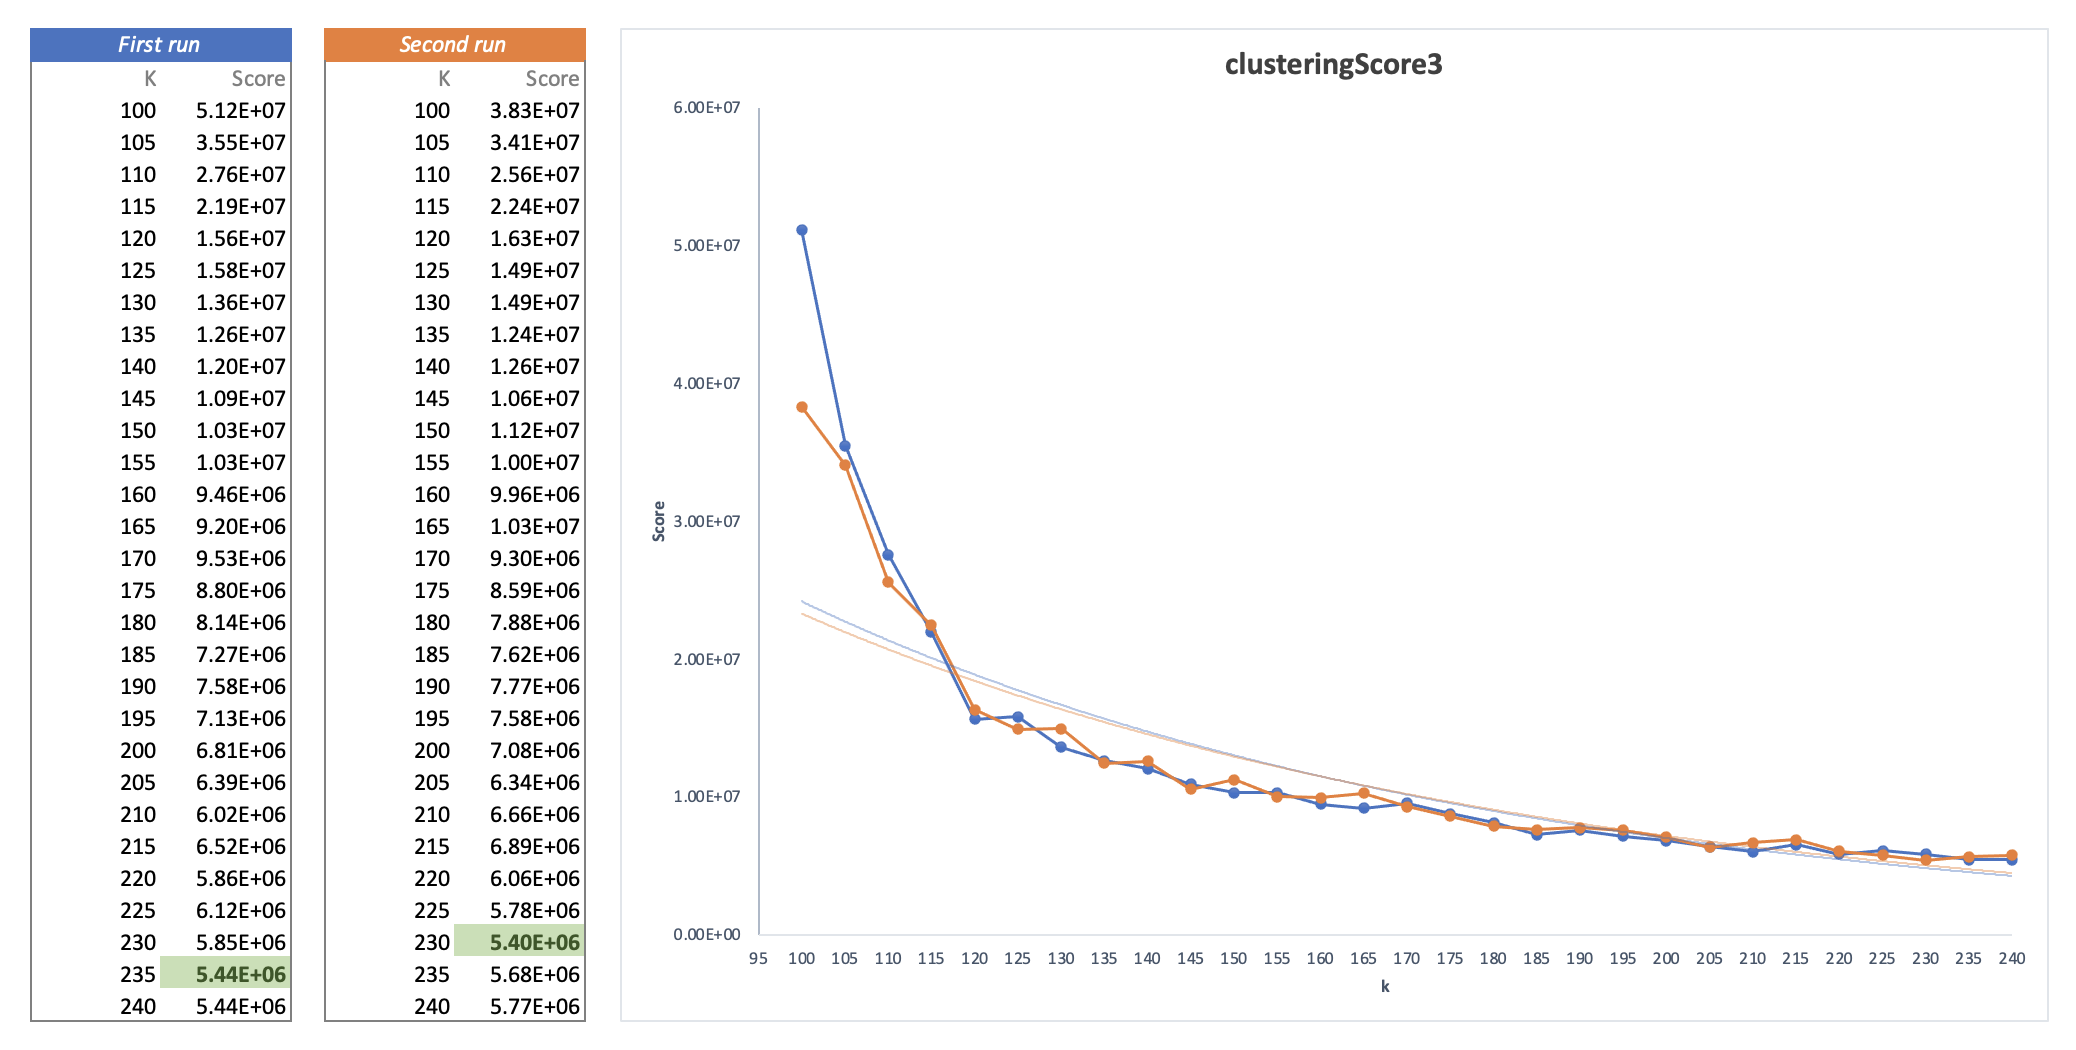 First run
K Score
100 5.12E+07
105 3.55E+07
110 2.76E+07
115 2.19E+07
120 1.56E+07
125 1.58E+07
130 1.36E+07
135 1.26E+07
140 1.20E+07
145 1.09E+07
150 1.03E+07
155 1.03E+07
160 9.46E+06
165 9.20E+06
170 9.53E+06
175 8.80E+06
180 8.14E+06
185 7.27E+06
190 7.58E+06
195 7.13E+06
200 6.81E+06
205 6.39E+06
210 6.02E+06
215 6.52E+06
220 5.86E+06
225 6.12E+06
230 5.85E+06
235 5.44E+06
240 5.44E+06
Second run
K Score
100 3.83E+07
105 3.41E+07
110 2.56E+07
115 2.24E+07
120 1.63E+07
125 1.49E+07
130 1.49E+07
135 1.24E+07
140 1.26E+07
145 1.06E+07
150 1.12E+07
155 1.00E+07
160 9.96E+06
165 1.03E+07
170 9.30E+06
175 8.59E+06
180 7.88E+06
185 7.62E+06
190 7.77E+06
195 7.58E+06
200 7.08E+06
205 6.34E+06
210 6.66E+06
215 6.89E+06
220 6.06E+06
225 5.78E+06
230 5.40E+06
235 5.68E+06
240 5.77E+06
clusteringScore3
6.00E+07
5.00E+07
4.00E+07
3.00E+07
2.00E+07
1.00E+07
0.00E+00
Score
95 100 105 110 115 120 125 130 135 140 145 150 155 160 165 170 175 180 185 190 195 200 205 210 215 220 225 230 235 240
k